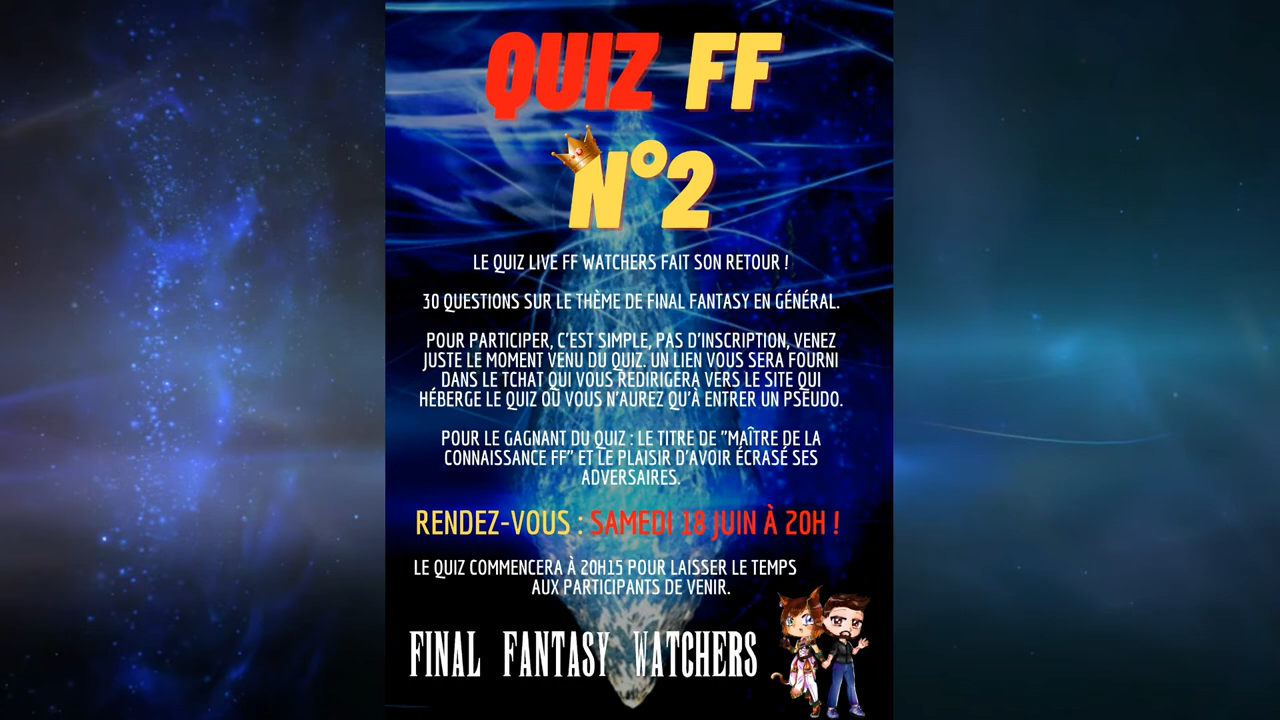 QUIZ FF
N°2
LE QUIZ LIVE FF WATCHERS FAIT SON RETOUR !
30 QUESTIONS SUR LE THÈME DE FINAL FANTASY EN GÉNÉRAL.
POUR PARTICIPER, C'EST SIMPLE, PAS D'INSCRIPTION, VENEZ
JUSTE LE MOMENT VENU DU QUIZ. UN LIEN VOUS SERA FOURNI
DANS LE TCHAT QUI VOUS REDIRIGERA VERS LE SITE QUI
HÉBERGE LE QUIZ OÙ VOUS N'AUREZ QU'À ENTRER UN PSEUDO.
POUR LE GAGNANT DU QUIZ : LE TITRE DE "MAÎTRE DE LA
CONNAISSANCE FF" ET LE PLAISIR D'AVOIR ÉCRASÉ SES
ADVERSAIRES.
RENDEZ-VOUS : SAMEDI 18 JUIN À 20H !
LE QUIZ COMMENCERA À 20H15 POUR LAISSER LE TEMPS
AUX PARTICIPANTS DE VENIR.
FINAL FANTASY WATCHERS